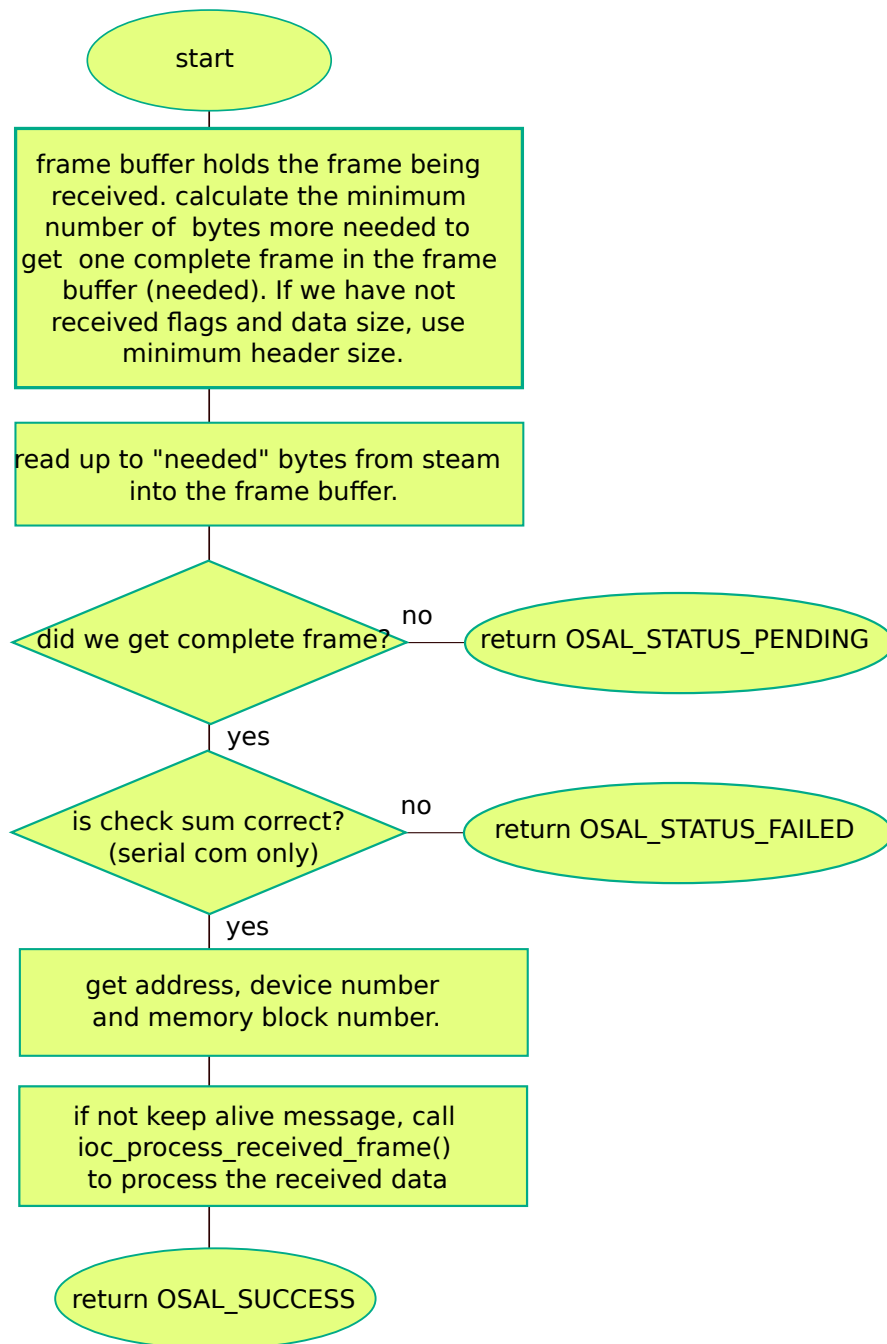 start
frame buffer holds the frame being
received. calculate the minimum
number of  bytes more needed to
get  one complete frame in the frame
buffer (needed). If we have not
received flags and data size, use
minimum header size.
read up to "needed" bytes from steam
into the frame buffer.
did we get complete frame?
no
return OSAL_STATUS_PENDING
yes
is check sum correct?
(serial com only)
no
return OSAL_STATUS_FAILED
yes
get address, device number
and memory block number.
if not keep alive message, call
ioc_process_received_frame()
to process the received data
return OSAL_SUCCESS